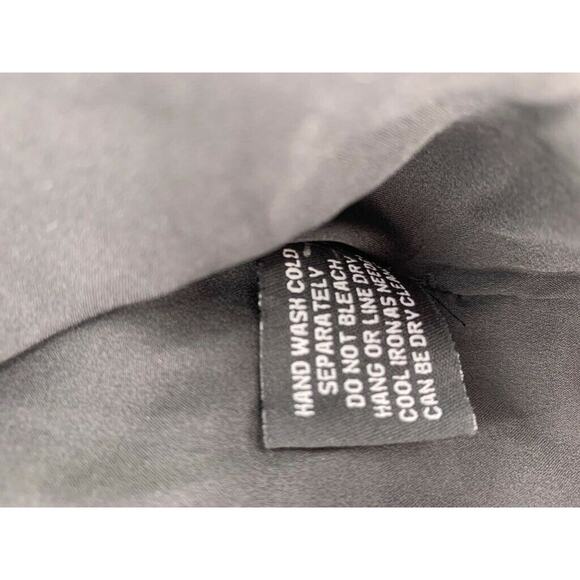 HAND WASH COLD
SEPARATELY
DO NOT BLEACH
HANG OR LINE DRY
COOL IRON AS
CAN BE DRY